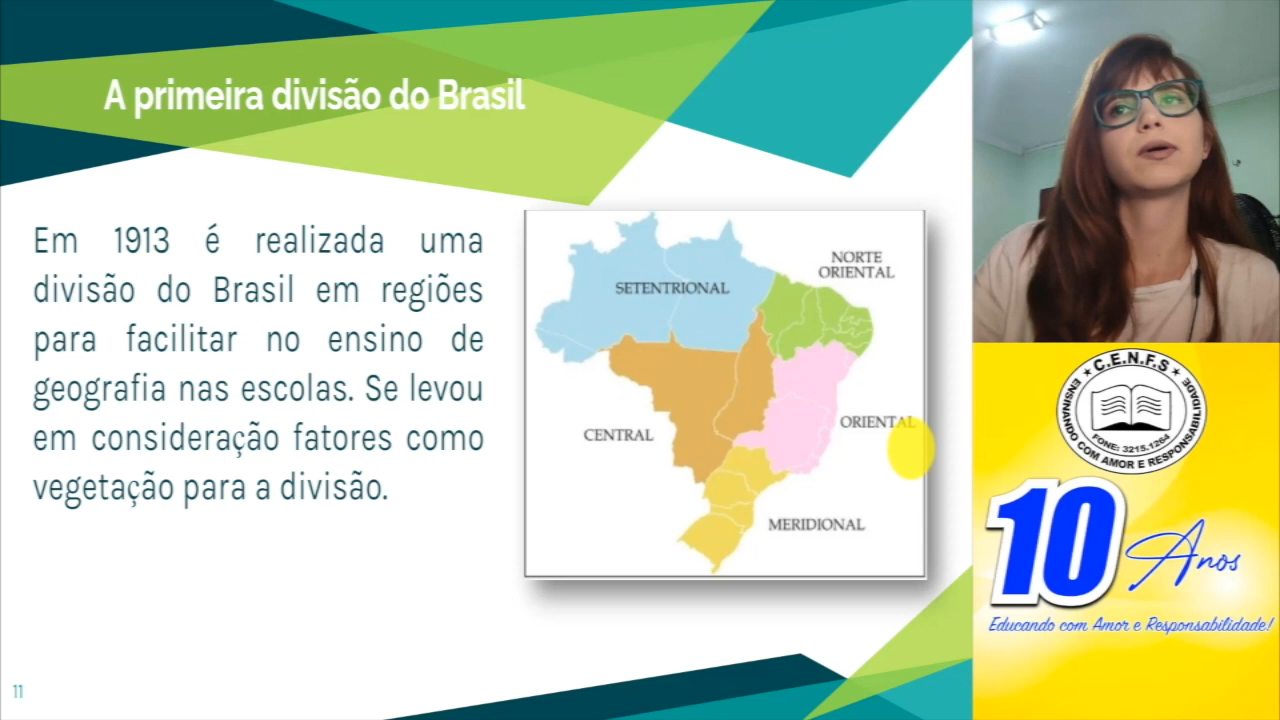 A primeira divisão do Brasil
Em 1913 é realizada uma
divisão do Brasil em regiões
para facilitar no ensino de
geografia nas escolas. Se levou
em consideração fatores como
vegetação para a divisão.
NORTE
ORIENTAL
SETENTRIONAL
ORIENTAL
CENTRAL
MERIDIONAL
11
C.E.N.F.S
ENSINANDO COM AMOR E RESPONSABILIDADE
FONE: 3215.1264
10 Anos
Educando com Amor e Responsabilidade!